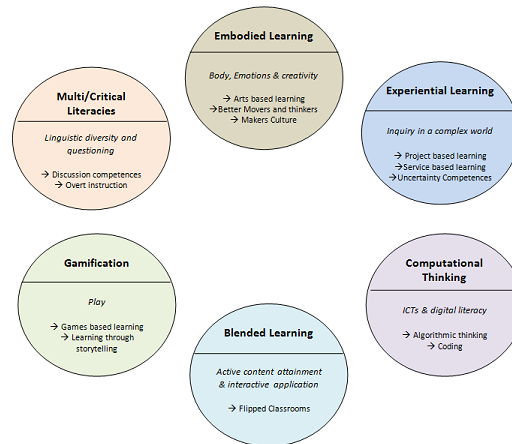 Embodied Learning
Body, Emotions & creativity
→ Arts based learning
→Better Movers and thinkers
→ Makers Culture
Multi/Critical
Literacies
Linguistic diversity and
questioning
→ Discussion competences
→ Overt instruction
Experiential Learning
Inquiry in a complex world
→ Project based learning
→Service based learning
→Uncertainty Competences
Gamification
Play
→ Games based learning
→ Learning through
storytelling
Computational
Thinking
ICTs & digital literacy
→ Algorithmic thinking
→ Coding
Blended Learning
Active content attainment
& interactive application
→ Flipped Classrooms